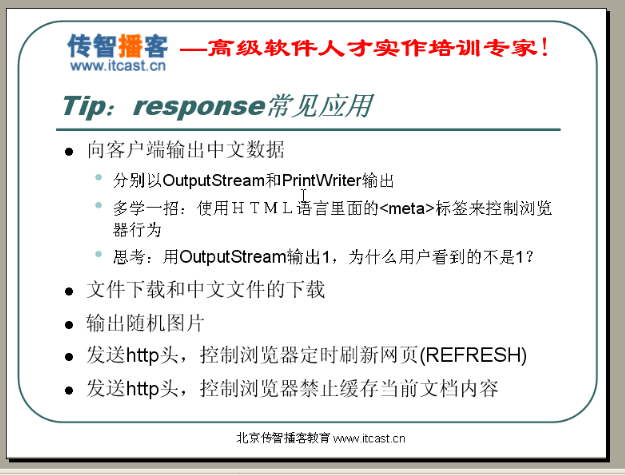 传智播客
www.itcast.cn
—高级软件人才实作培训专家!
Tip：response常见应用
向客户端输出中文数据
分别以OutputStream和PrintWriter输出
多学一招：使用ＨＴＭＬ语言里面的<meta>标签来控制浏览
器行为
思考：用OutputStream输出1，为什么用户看到的不是1？
文件下载和中文文件的下载
输出随机图片
发送http头，控制浏览器定时刷新网页(REFRESH)
发送http头，控制浏览器禁止缓存当前文档内容
北京传智播客教育 www.itcast.cn